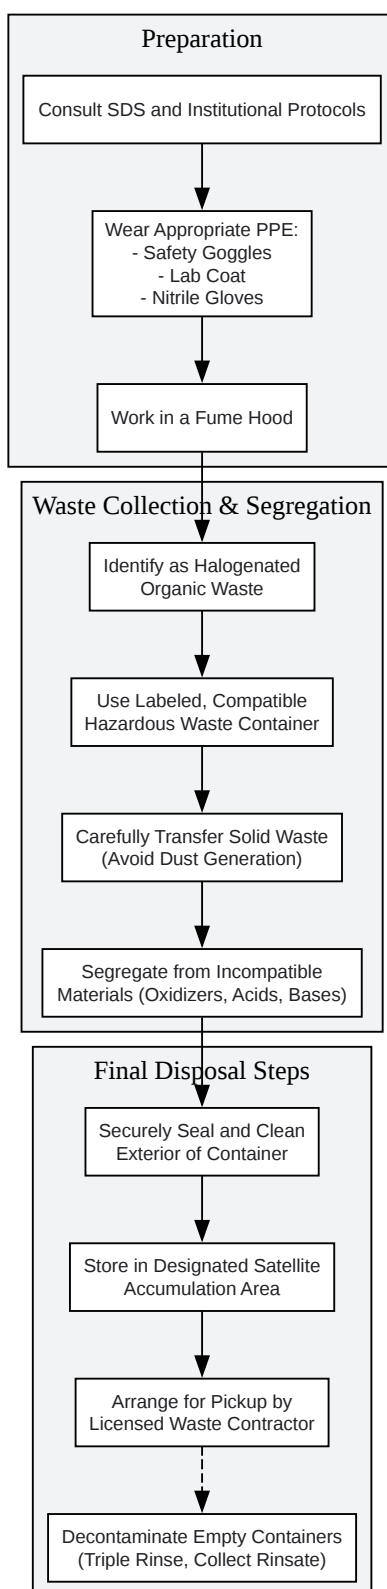 Preparation
Consult SDS and Institutional Protocols
Wear Appropriate PPE:
- Safety Goggles
- Lab Coat
- Nitrile Gloves
Work in a Fume Hood
Waste Collection & Segregation
Identify as Halogenated
Organic Waste
Use Labeled, Compatible
Hazardous Waste Container
Carefully Transfer Solid Waste
(Avoid Dust Generation)
Segregate from Incompatible
Materials (Oxidizers, Acids, Bases)
Final Disposal Steps
Securely Seal and Clean
Exterior of Container
Store in Designated Satellite
Accumulation Area
Arrange for Pickup by
Licensed Waste Contractor
Decontaminate Empty Containers
(Triple Rinse, Collect Rinsate)